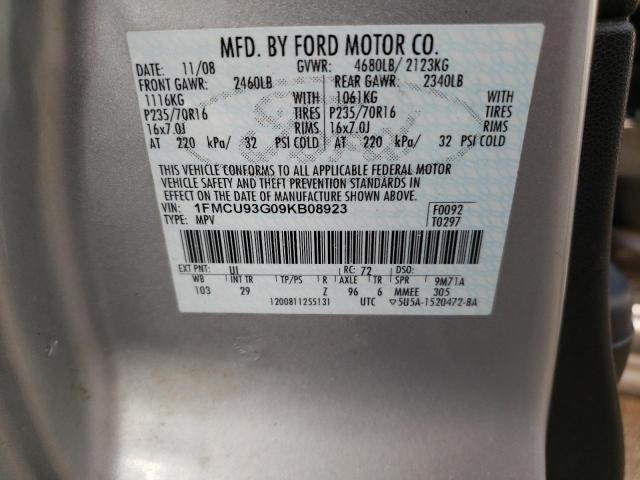 MFD. BY FORD MOTOR CO.
DATE: 11/08 GVWR: 4680LB/ 2123KG
FRONT GAWR: 2460LB REAR GAWR: 2340LB
1116KG WITH 1061KG WITH
P235/70R16 TIRES P235/70R16 TIRES
16x7.0J RIMS 16x7.0J RIMS
AT 220 kPa/ 32 PSI COLD AT 220 kPa/ 32 PSI COLD
THIS VEHICLE CONFORMS TO ALL APPLICABLE FEDERAL MOTOR
VEHICLE SAFETY AND THEFT PREVENTION STANDARDS IN
EFFECT ON THE DATE OF MANUFACTURE SHOWN ABOVE.
VIN: 1FMCU93G09KB08923 F0092
TYPE: MPV T0297
EXT PNT: UJ RC: 72 DSO:
WB INT TR TP/PS R AXLE TR SPR 9M71A
103 29 Z 96 6 MMEE 305
1200811255131 UTC ▽5U5A-1520472-BA